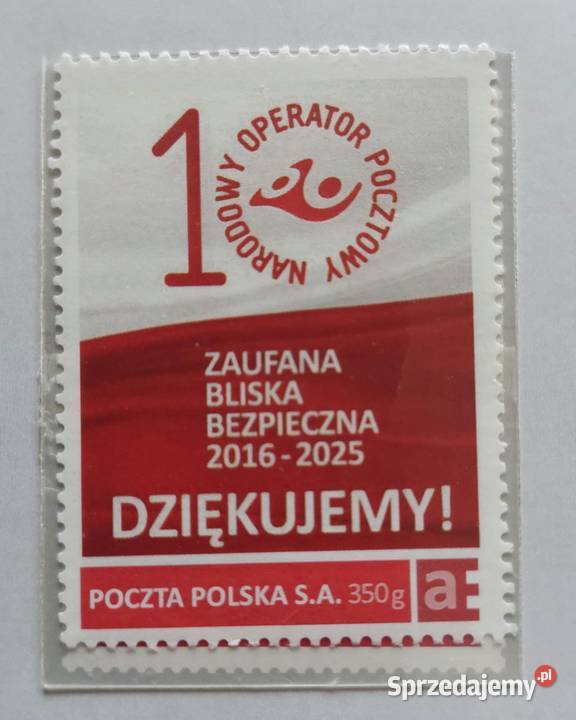 1
NARODOWY OPERATOR POCZTOWY
ZAUFANA
BLISKA
BEZPIECZNA
2016 - 2025
DZIĘKUJEMY!
POCZTA POLSKA S.A. 350g a
Sprzedajemy.pl